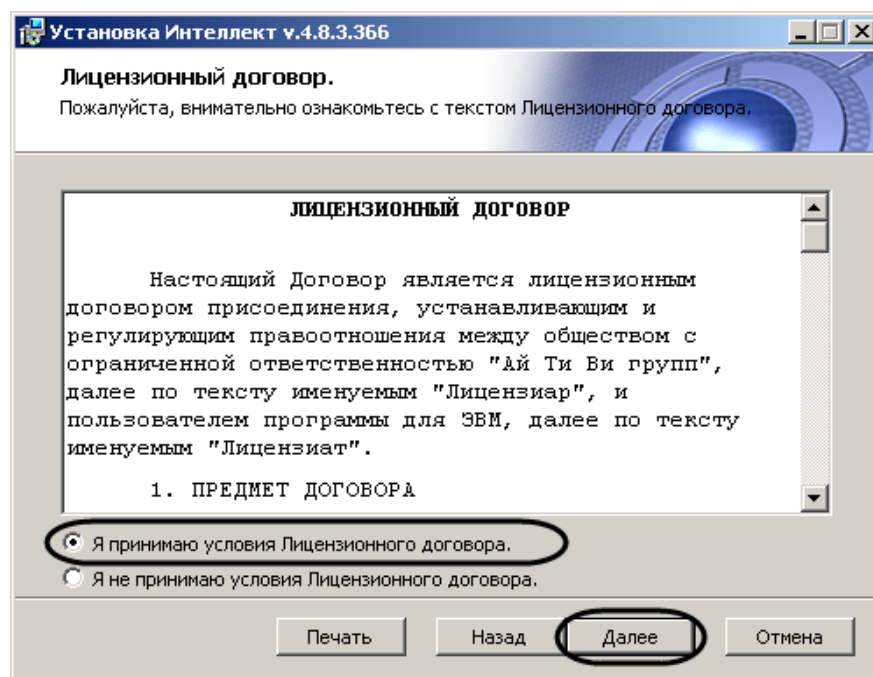 Установка Интеллект v.4.8.3.366
Лицензионный договор.
Пожалуйста, внимательно ознакомьтесь с текстом Лицензионного договора.
ЛИЦЕНЗИОННЫЙ ДОГОВОР
Настоящий Договор является лицензионным
договором присоединения, устанавливающим и
регулирующим правоотношения между обществом с
ограниченной ответственностью "Ай Ти Ви групп",
далее по тексту именуемым "Лицензиар", и
пользователем программы для ЭВМ, далее по тексту
именуемым "Лицензиат".
1. ПРЕДМЕТ ДОГОВОРА
Я принимаю условия Лицензионного договора.
Я не принимаю условия Лицензионного договора.
Печать Назад Далее Отмена